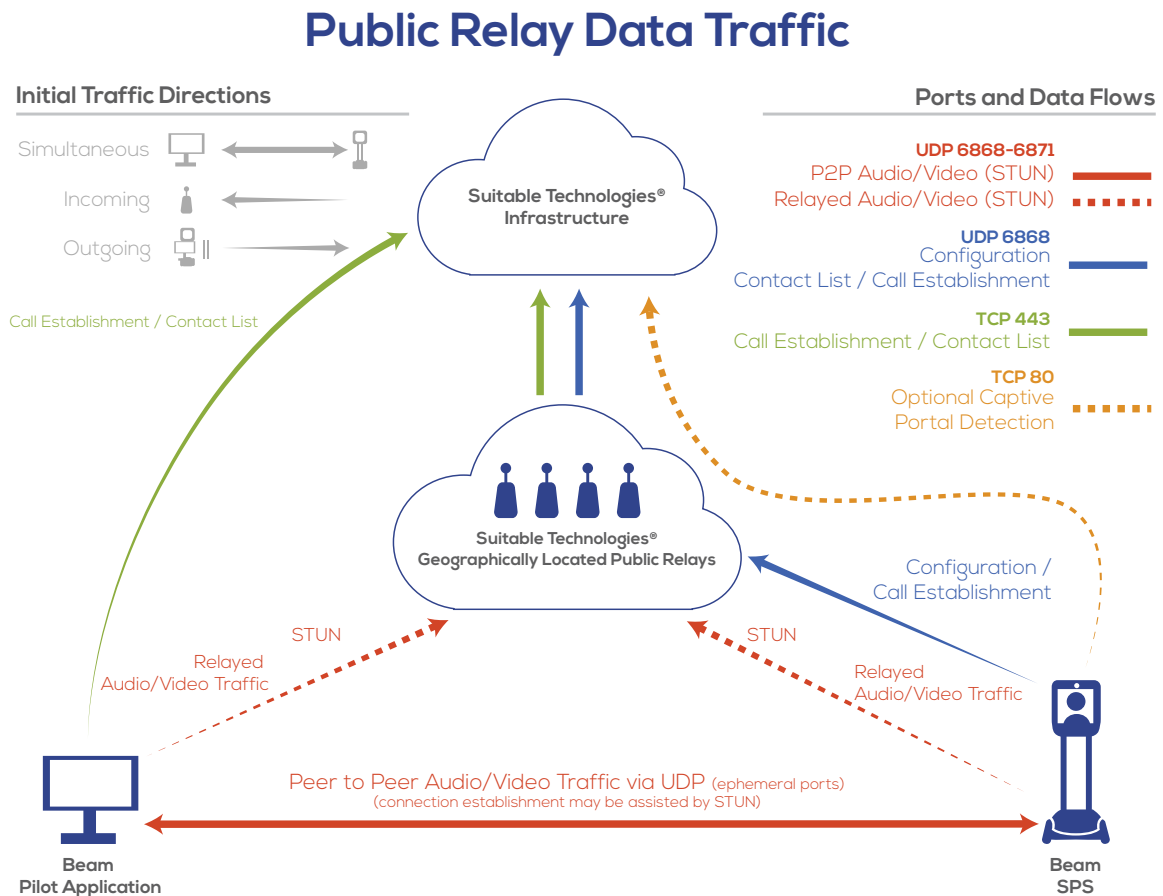 Public Relay Data Traffic
Initial Traffic Directions
Simultaneous
Incoming
Outgoing
Ports and Data Flows
UDP 6868-6871
P2P Audio/Video (STUN)
Relayed Audio/Video (STUN)
UDP 6868
Configuration
Contact List / Call Establishment
TCP 443
Call Establishment / Contact List
TCP 80
Optional Captive
Portal Detection
Suitable Technologies®
Infrastructure
Call Establishment / Contact List
Suitable Technologies®
Geographically Located Public Relays
Configuration /
Call Establishment
STUN
Relayed
Audio/Video Traffic
STUN
Relayed
Audio/Video Traffic
Peer to Peer Audio/Video Traffic via UDP (ephemeral ports)
(connection establishment may be assisted by STUN)
Beam
Pilot Application
Beam
SPS